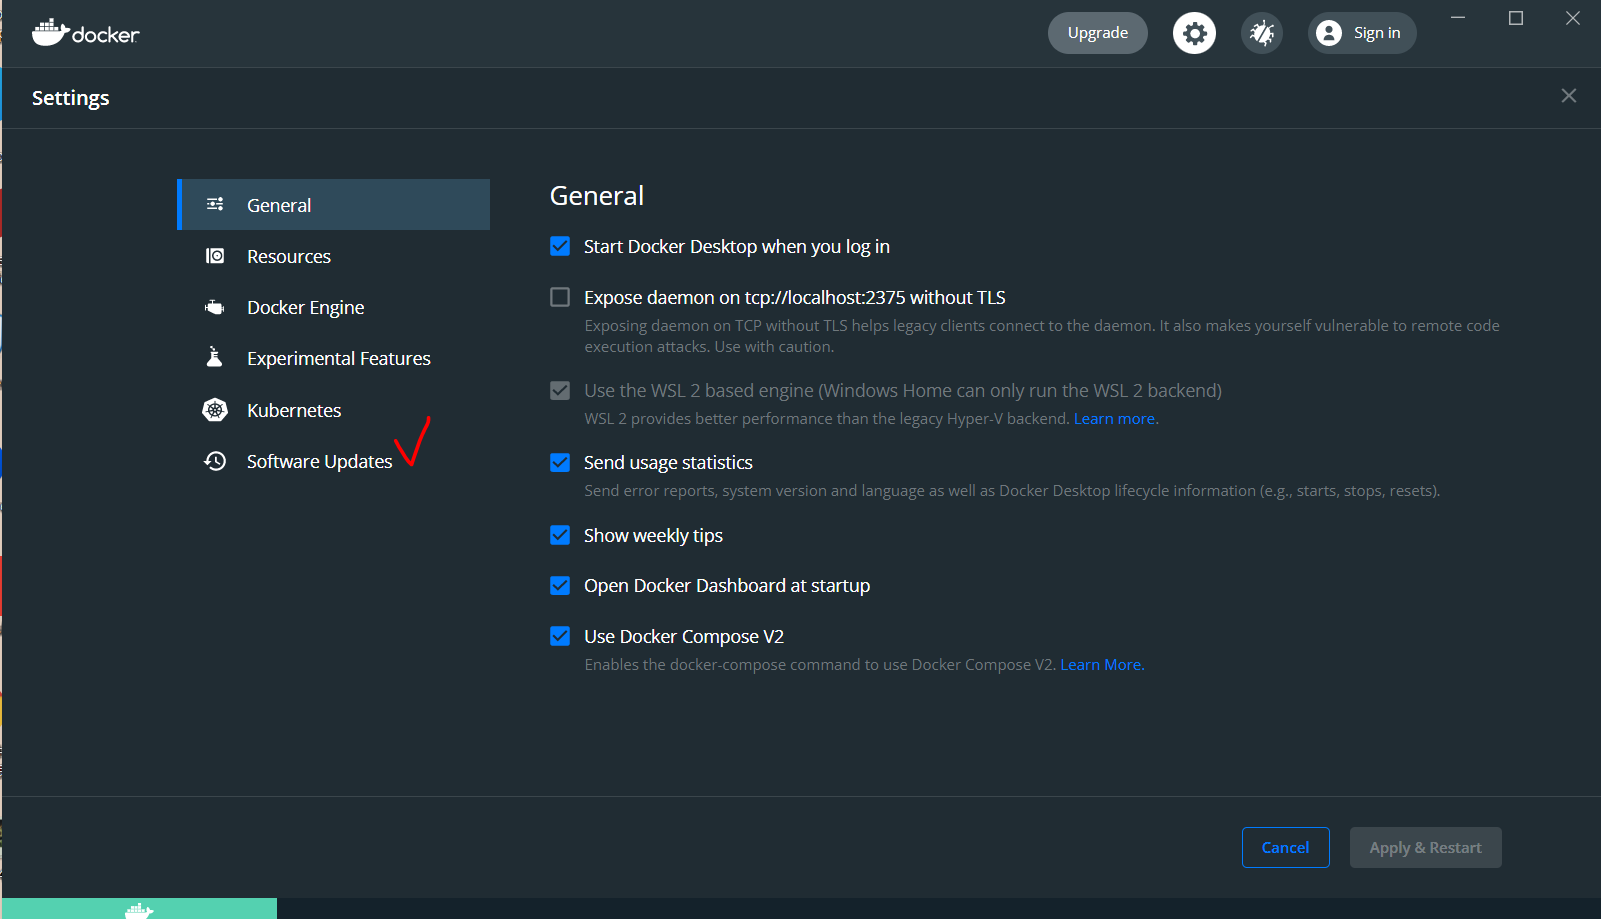 docker
Upgrade
Sign in
Settings
General
Resources
Docker Engine
Experimental Features
Kubernetes
Software Updates
General
Start Docker Desktop when you log in
Expose daemon on tcp://localhost:2375 without TLS
Exposing daemon on TCP without TLS helps legacy clients connect to the daemon. It also makes yourself vulnerable to remote code
execution attacks. Use with caution.
Use the WSL 2 based engine (Windows Home can only run the WSL 2 backend)
WSL 2 provides better performance than the legacy Hyper-V backend. Learn more.
Send usage statistics
Send error reports, system version and language as well as Docker Desktop lifecycle information (e.g., starts, stops, resets).
Show weekly tips
Open Docker Dashboard at startup
Use Docker Compose V2
Enables the docker-compose command to use Docker Compose V2. Learn More.
Cancel
Apply & Restart